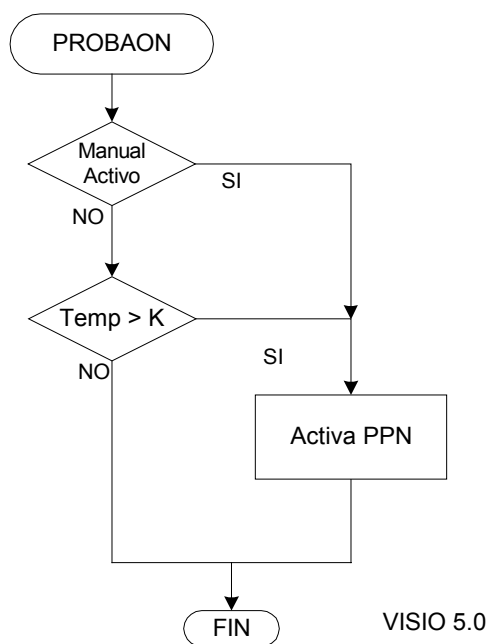 PROBAON
Manual
Activo
SI
NO
Temp > K
SI
NO
Activa PPN
FIN
VISIO 5.0